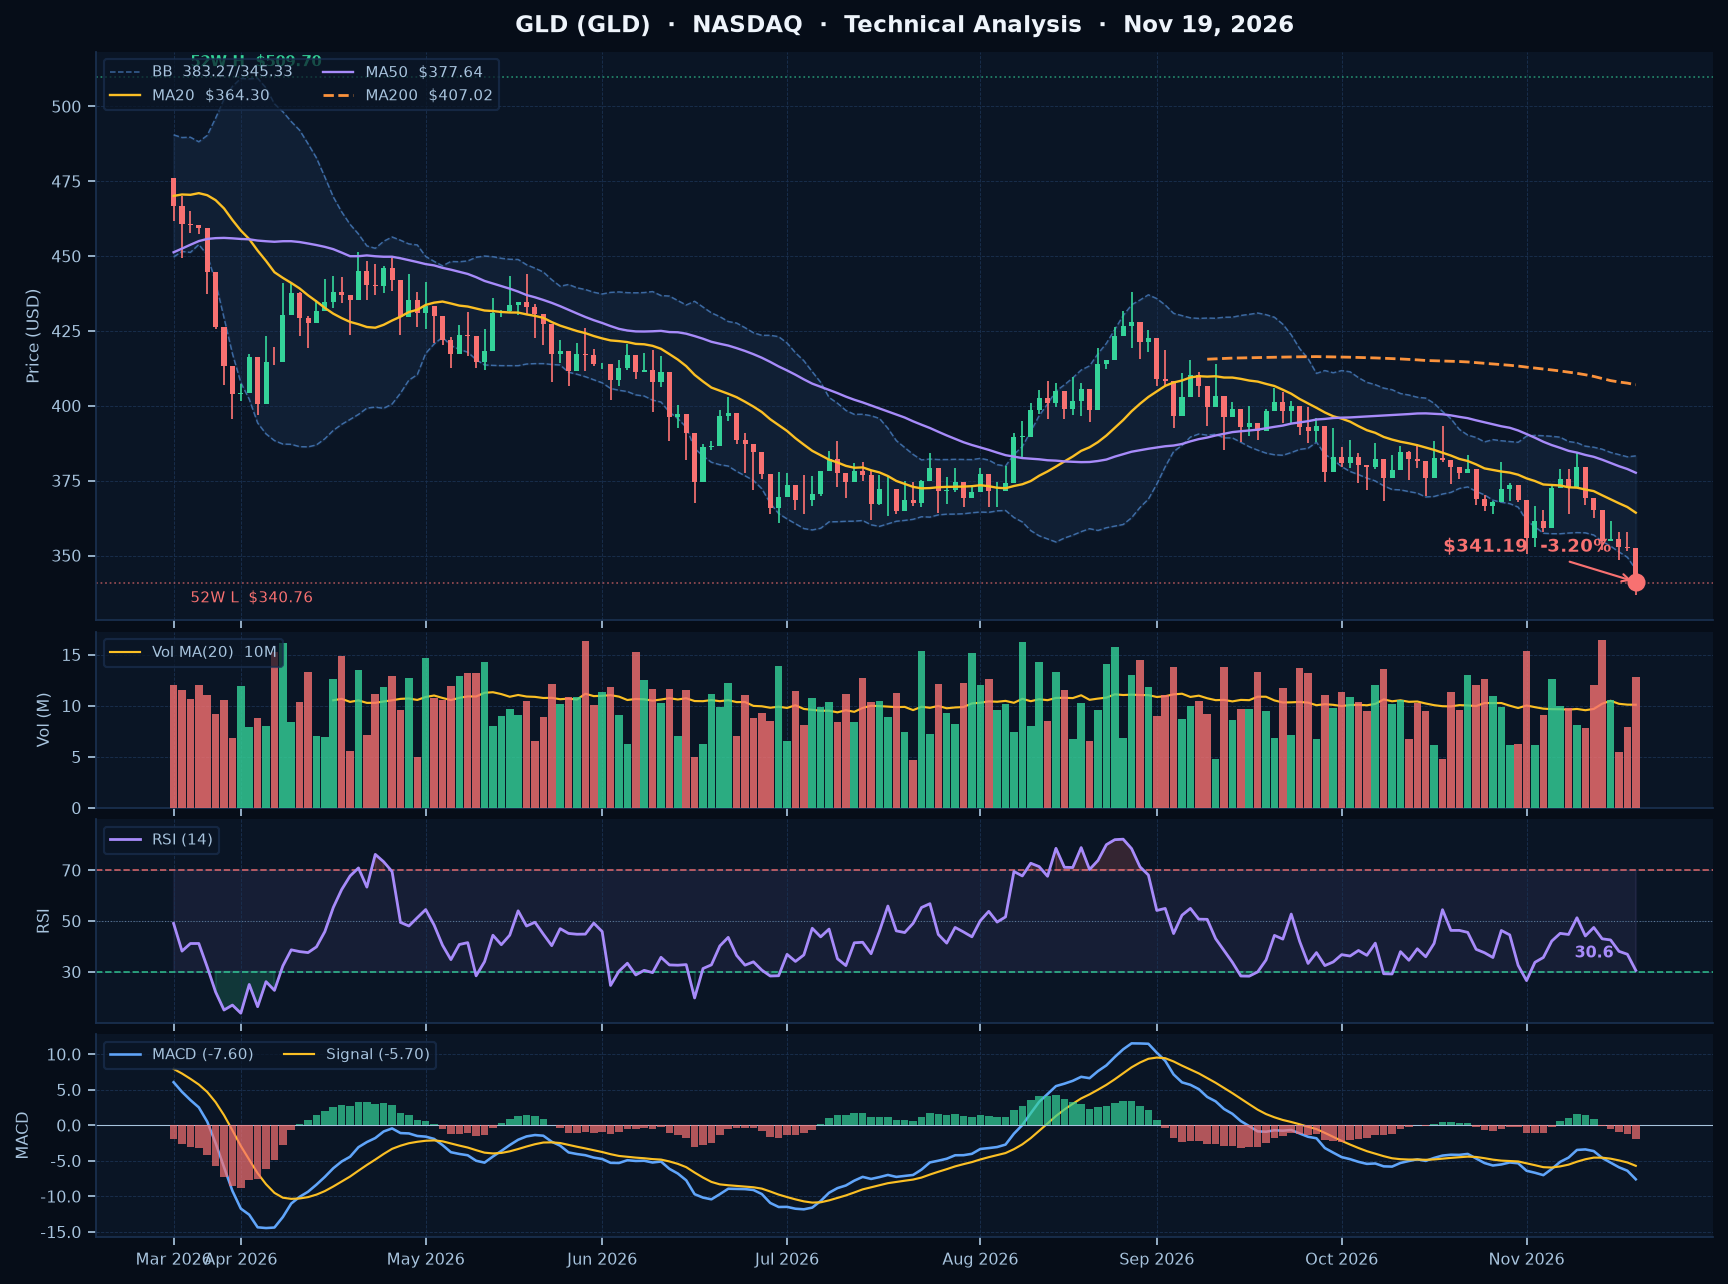 GLD (GLD) · NASDAQ · Technical Analysis · Nov 19, 2026
52W H $509.70
BB 383.27/345.33
MA50 $377.64
MA20 $364.30
MA200 $407.02
500
475
450
425
400
375
350
Price (USD)
$341.19 -3.20%
52W L $340.76
Vol MA(20) 10M
15
10
5
0
Vol (M)
RSI (14)
70
50
30
RSI
30.6
MACD (-7.60)
Signal (-5.70)
10.0
5.0
0.0
-5.0
-10.0
-15.0
MACD
Mar 2026 Apr 2026 May 2026 Jun 2026 Jul 2026 Aug 2026 Sep 2026 Oct 2026 Nov 2026